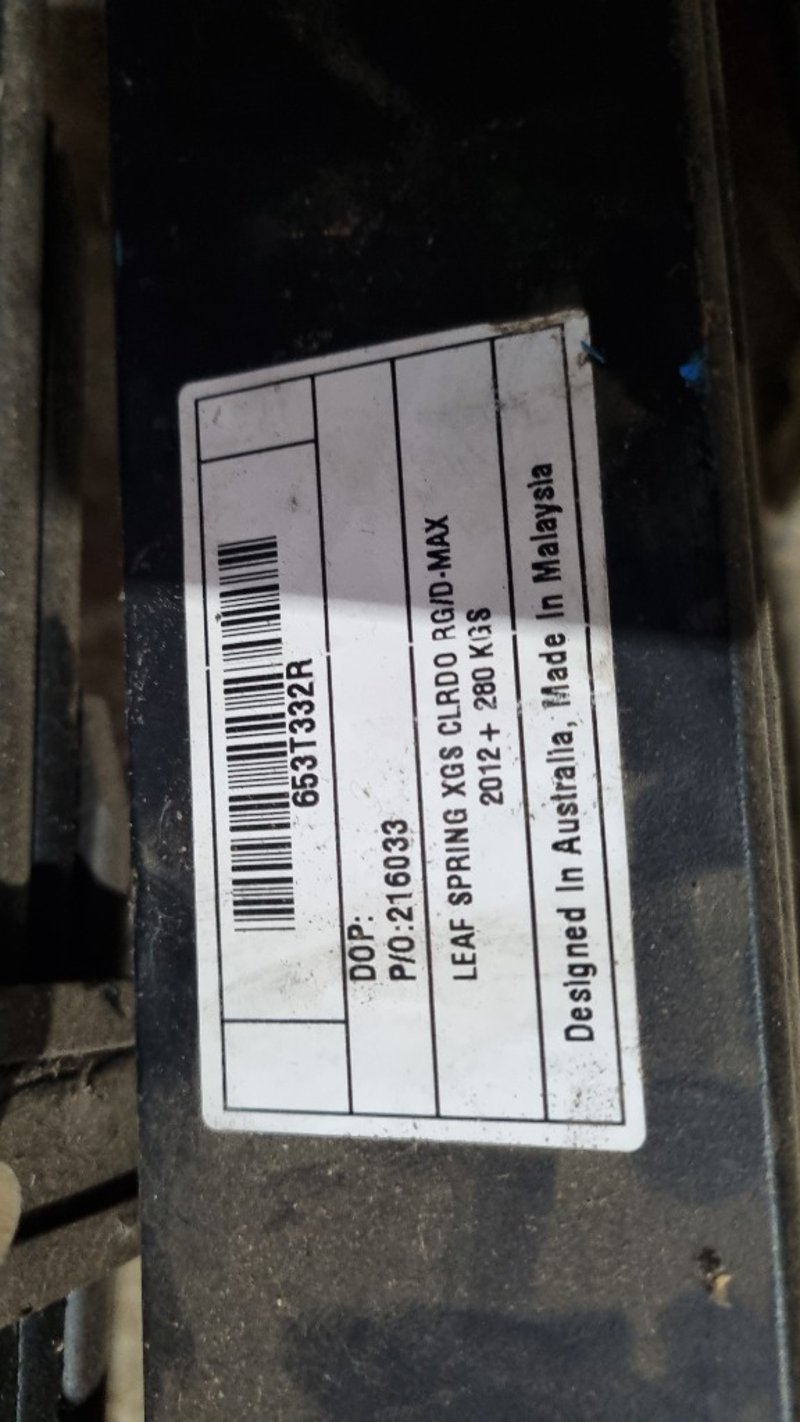 653T332R
DOP:
P/O:216033
LEAF SPRING XGS CLRDO RG/D-MAX
2012+ 280 KGS
Designed In Australia, Made In Malaysia